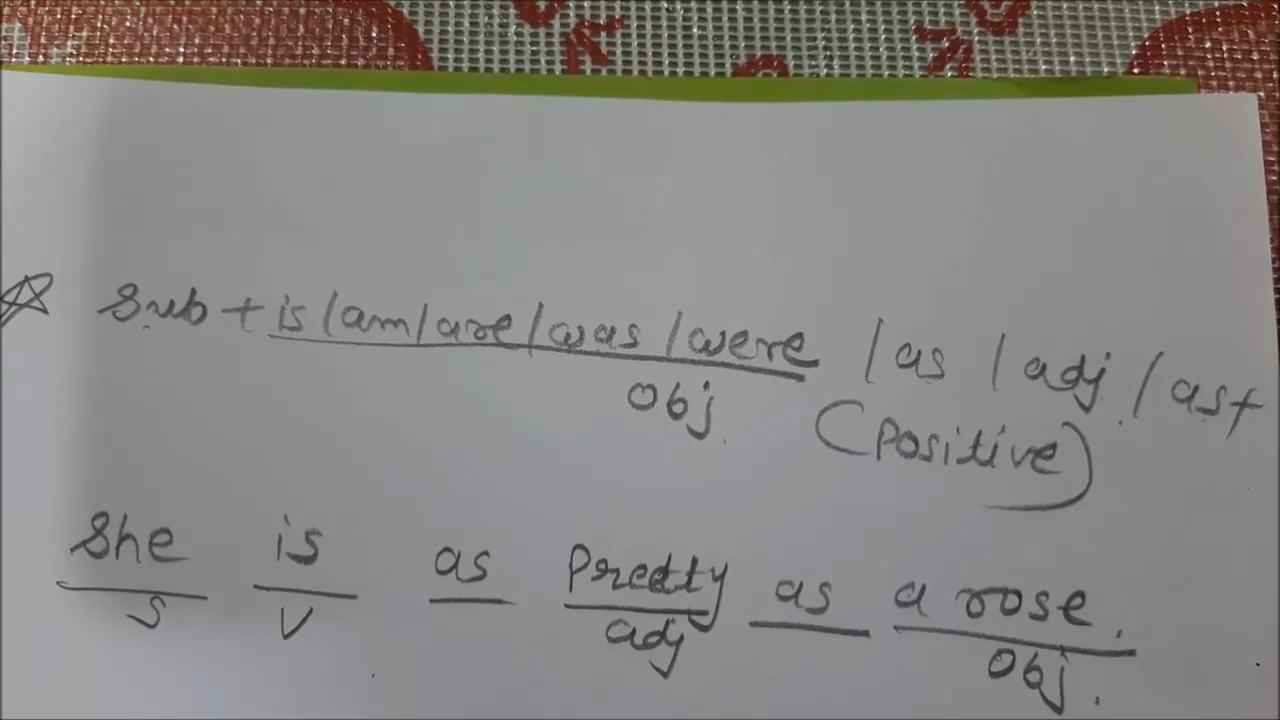 ☆ Sub + is / am / are / was / were / as / adj / as +
Obj. (Positive)
She is as Pretty as a rose.
S V adj Obj.